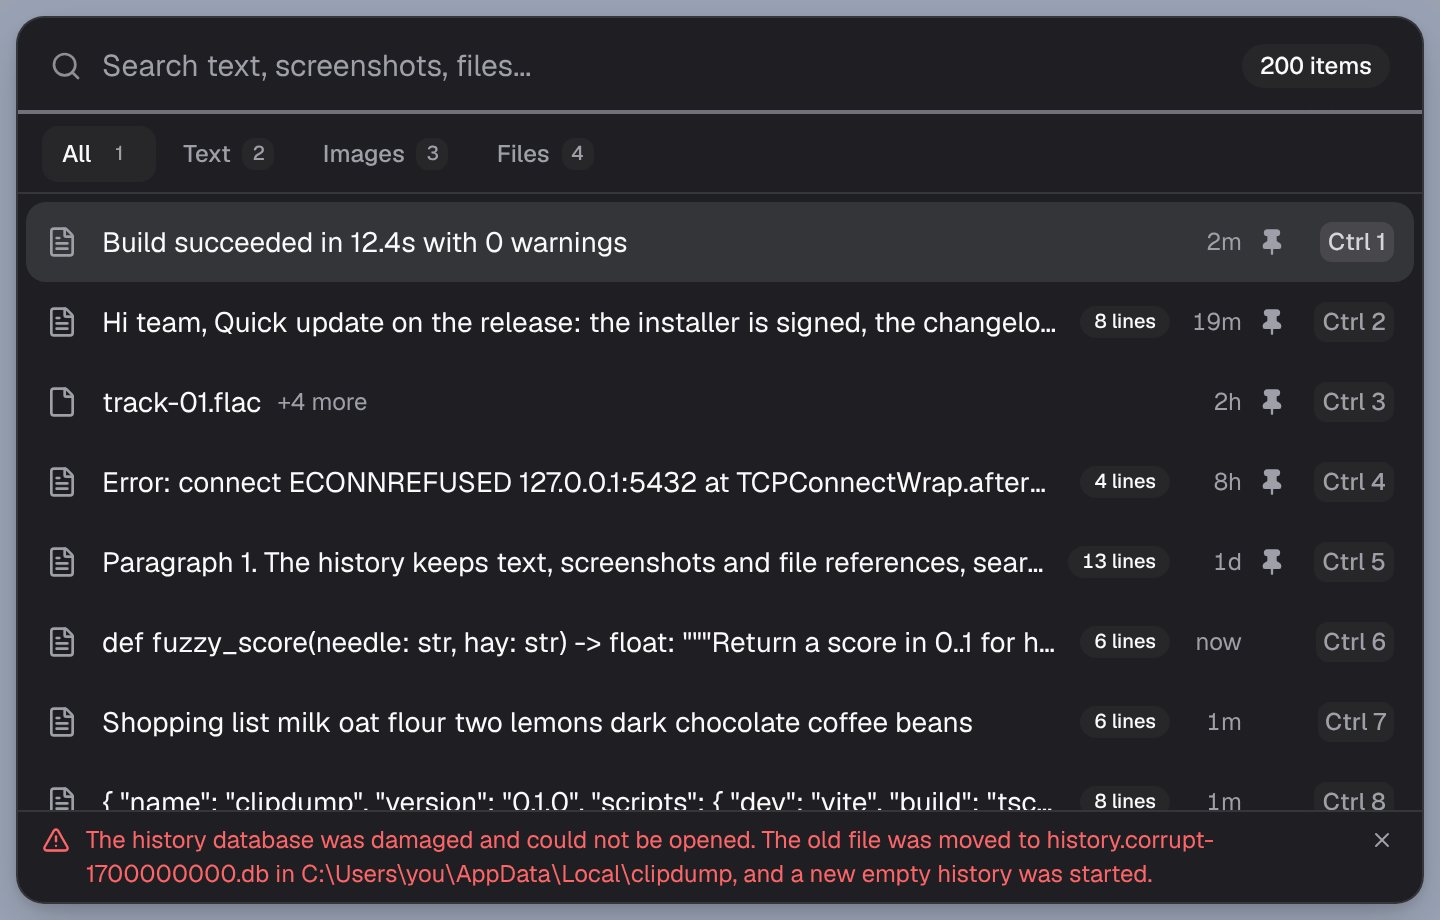 Search text, screenshots, files...
200 items
All 1 Text 2 Images 3 Files 4
Build succeeded in 12.4s with 0 warnings 2m Ctrl 1
Hi team, Quick update on the release: the installer is signed, the changelo... 8 lines 19m Ctrl 2
track-01.flac +4 more 2h Ctrl 3
Error: connect ECONNREFUSED 127.0.0.1:5432 at TCPConnectWrap.after... 4 lines 8h Ctrl 4
Paragraph 1. The history keeps text, screenshots and file references, sear... 13 lines 1d Ctrl 5
def fuzzy_score(needle: str, hay: str) -> float: """Return a score in 0..1 for h... 6 lines now Ctrl 6
Shopping list milk oat flour two lemons dark chocolate coffee beans 6 lines 1m Ctrl 7
{ "name": "clipdump", "version": "0.1.0", "scripts": { "dev": "vite", "build": "tsc... 8 lines 1m Ctrl 8
The history database was damaged and could not be opened. The old file was moved to history.corrupt-
1700000000.db in C:\Users\you\AppData\Local\clipdump, and a new empty history was started.